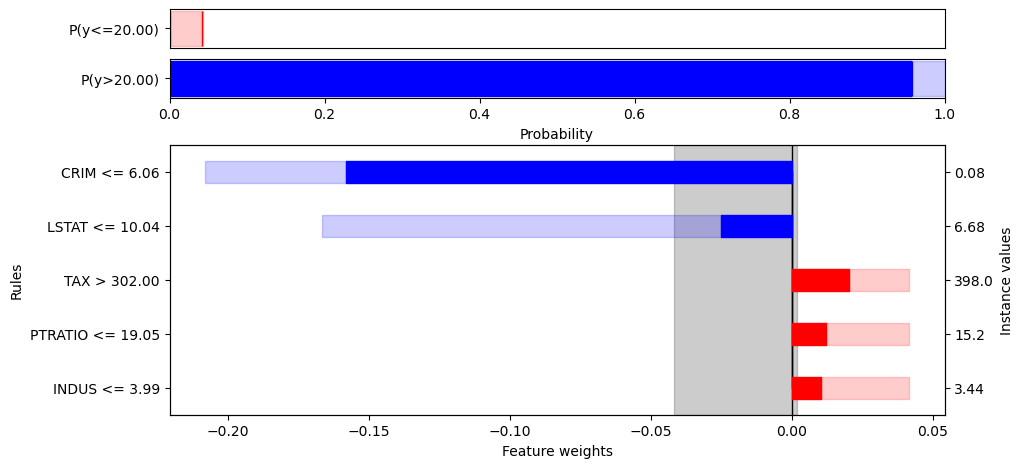 P(y<=20.00)
P(y>20.00)
0.0 0.2 0.4 0.6 0.8 1.0
Probability
CRIM <= 6.06 0.08
LSTAT <= 10.04 6.68
TAX > 302.00 398.0
PTRATIO <= 19.05 15.2
INDUS <= 3.99 3.44
Rules
Instance values
−0.20 −0.15 −0.10 −0.05 0.00 0.05
Feature weights